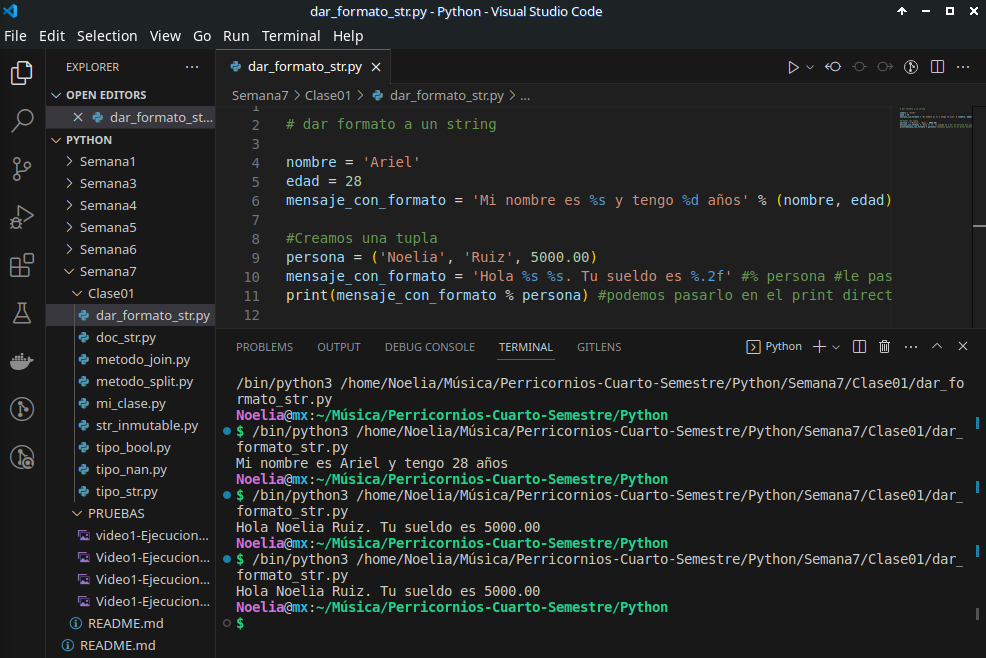 dar_formato_str.py - Python - Visual Studio Code
File Edit Selection View Go Run Terminal Help
EXPLORER
OPEN EDITORS
dar_formato_st...
PYTHON
Semana1
Semana3
Semana4
Semana5
Semana6
Semana7
Clase01
dar_formato_str.py
doc_str.py
metodo_join.py
metodo_split.py
mi_clase.py
str_inmutable.py
tipo_bool.py
tipo_nan.py
tipo_str.py
PRUEBAS
video1-Ejecucion...
Video1-Ejecucion...
Video1-Ejecucion...
Video1-Ejecucion...
README.md
README.md
dar_formato_str.py
Semana7 > Clase01 > dar_formato_str.py > ...
1
2 # dar formato a un string
3
4 nombre = 'Ariel'
5 edad = 28
6 mensaje_con_formato = 'Mi nombre es %s y tengo %d años' % (nombre, edad)
7
8 #Creamos una tupla
9 persona = ('Noelia', 'Ruiz', 5000.00)
10 mensaje_con_formato = 'Hola %s %s. Tu sueldo es %.2f' #% persona #le pas
11 print(mensaje_con_formato % persona) #podemos pasarlo en el print direct
12
PROBLEMS OUTPUT DEBUG CONSOLE TERMINAL GITLENS
Python
/bin/python3 /home/Noelia/Música/Perricornios-Cuarto-Semestre/Python/Semana7/Clase01/dar_fo
rmato_str.py
Noelia@mx:~/Música/Perricornios-Cuarto-Semestre/Python
$ /bin/python3 /home/Noelia/Música/Perricornios-Cuarto-Semestre/Python/Semana7/Clase01/dar_
formato_str.py
Mi nombre es Ariel y tengo 28 años
Noelia@mx:~/Música/Perricornios-Cuarto-Semestre/Python
$ /bin/python3 /home/Noelia/Música/Perricornios-Cuarto-Semestre/Python/Semana7/Clase01/dar_
formato_str.py
Hola Noelia Ruiz. Tu sueldo es 5000.00
Noelia@mx:~/Música/Perricornios-Cuarto-Semestre/Python
$ /bin/python3 /home/Noelia/Música/Perricornios-Cuarto-Semestre/Python/Semana7/Clase01/dar_
formato_str.py
Hola Noelia Ruiz. Tu sueldo es 5000.00
Noelia@mx:~/Música/Perricornios-Cuarto-Semestre/Python
$